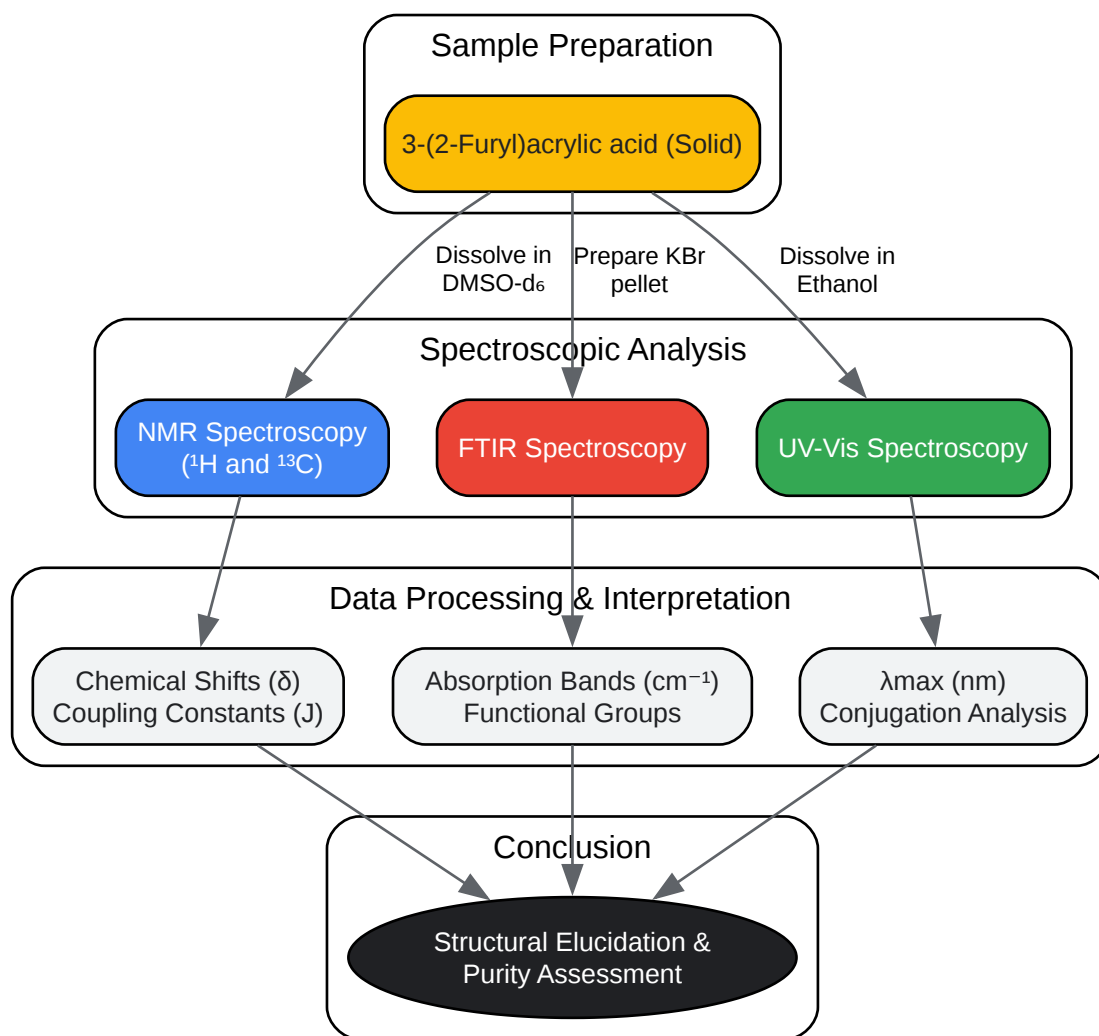 Sample Preparation
3-(2-Furyl)acrylic acid (Solid)
Dissolve in
DMSO-d₆
Prepare KBr
pellet
Dissolve in
Ethanol
Spectroscopic Analysis
NMR Spectroscopy
(¹H and ¹³C)
FTIR Spectroscopy
UV-Vis Spectroscopy
Data Processing & Interpretation
Chemical Shifts (δ)
Coupling Constants (J)
Absorption Bands (cm⁻¹)
Functional Groups
λmax (nm)
Conjugation Analysis
Conclusion
Structural Elucidation &
Purity Assessment